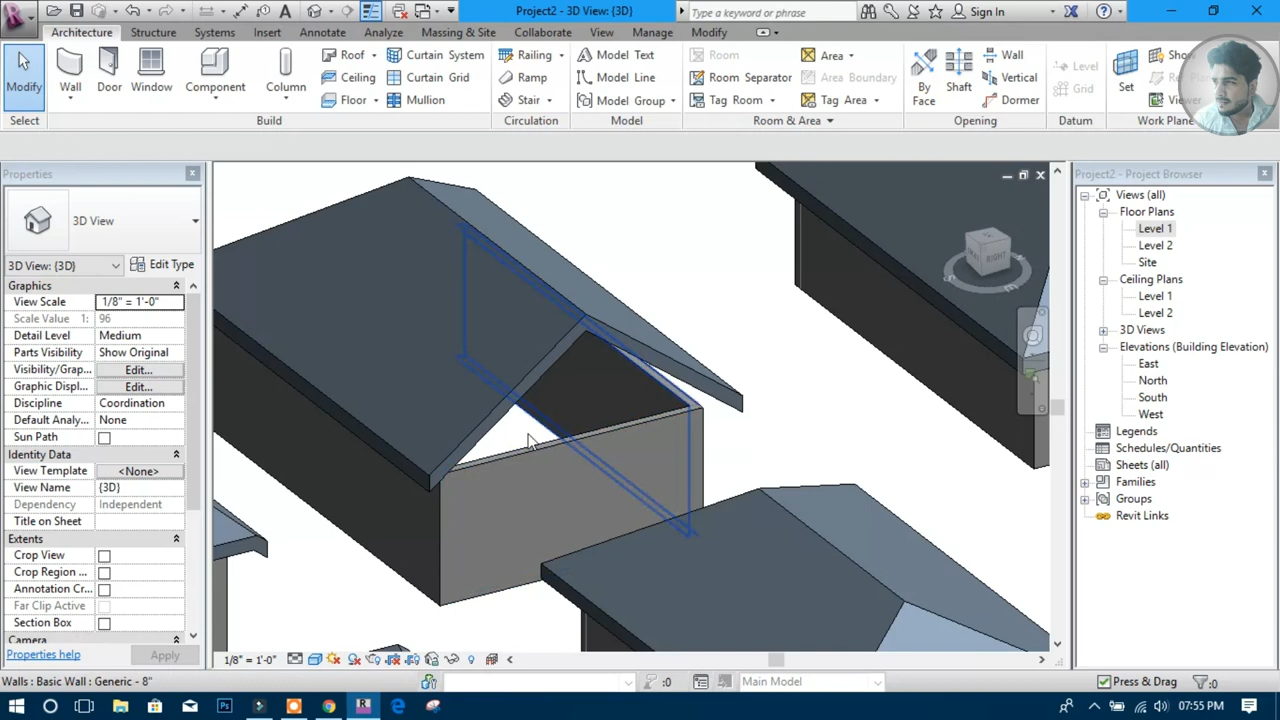 Project2 - 3D View: {3D}
Type a keyword or phrase
Sign In
Architecture Structure Systems Insert Annotate Analyze Massing & Site Collaborate View Manage Modify
Modify
Wall
Door
Window
Component
Column
Roof
Ceiling
Floor
Curtain System
Curtain Grid
Mullion
Railing
Ramp
Stair
Model Text
Model Line
Model Group
Room
Room Separator
Tag Room
Area
Area Boundary
Tag Area
By
Face
Shaft
Wall
Vertical
Dormer
Level
Grid
Set
Show
Viewer
Select
Build
Circulation
Model
Room & Area
Opening
Datum
Work Plane
Properties
3D View
3D View: {3D}
Edit Type
Graphics
View Scale 1/8" = 1'-0"
Scale Value 1: 96
Detail Level Medium
Parts Visibility Show Original
Visibility/Grap... Edit...
Graphic Displ... Edit...
Discipline Coordination
Default Analy... None
Sun Path
Identity Data
View Template <None>
View Name {3D}
Dependency Independent
Title on Sheet
Extents
Crop View
Crop Region ...
Annotation Cr...
Far Clip Active
Section Box
Camera
Properties help
Apply
RIGHT
1/8" = 1'-0"
Project2 - Project Browser
Views (all)
Floor Plans
Level 1
Level 2
Site
Ceiling Plans
Level 1
Level 2
3D Views
Elevations (Building Elevation)
East
North
South
West
Legends
Schedules/Quantities
Sheets (all)
Families
Groups
Revit Links
Walls : Basic Wall : Generic - 8"
:0
Main Model
Press & Drag
:0
07:55 PM